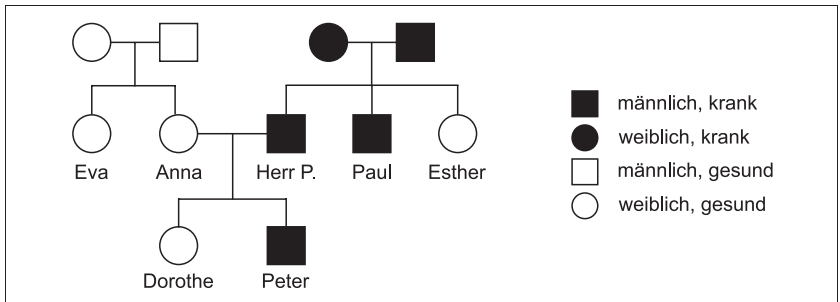 männlich, krank
weiblich, krank
männlich, gesund
weiblich, gesund
Eva Anna Herr P. Paul Esther
Dorothe Peter